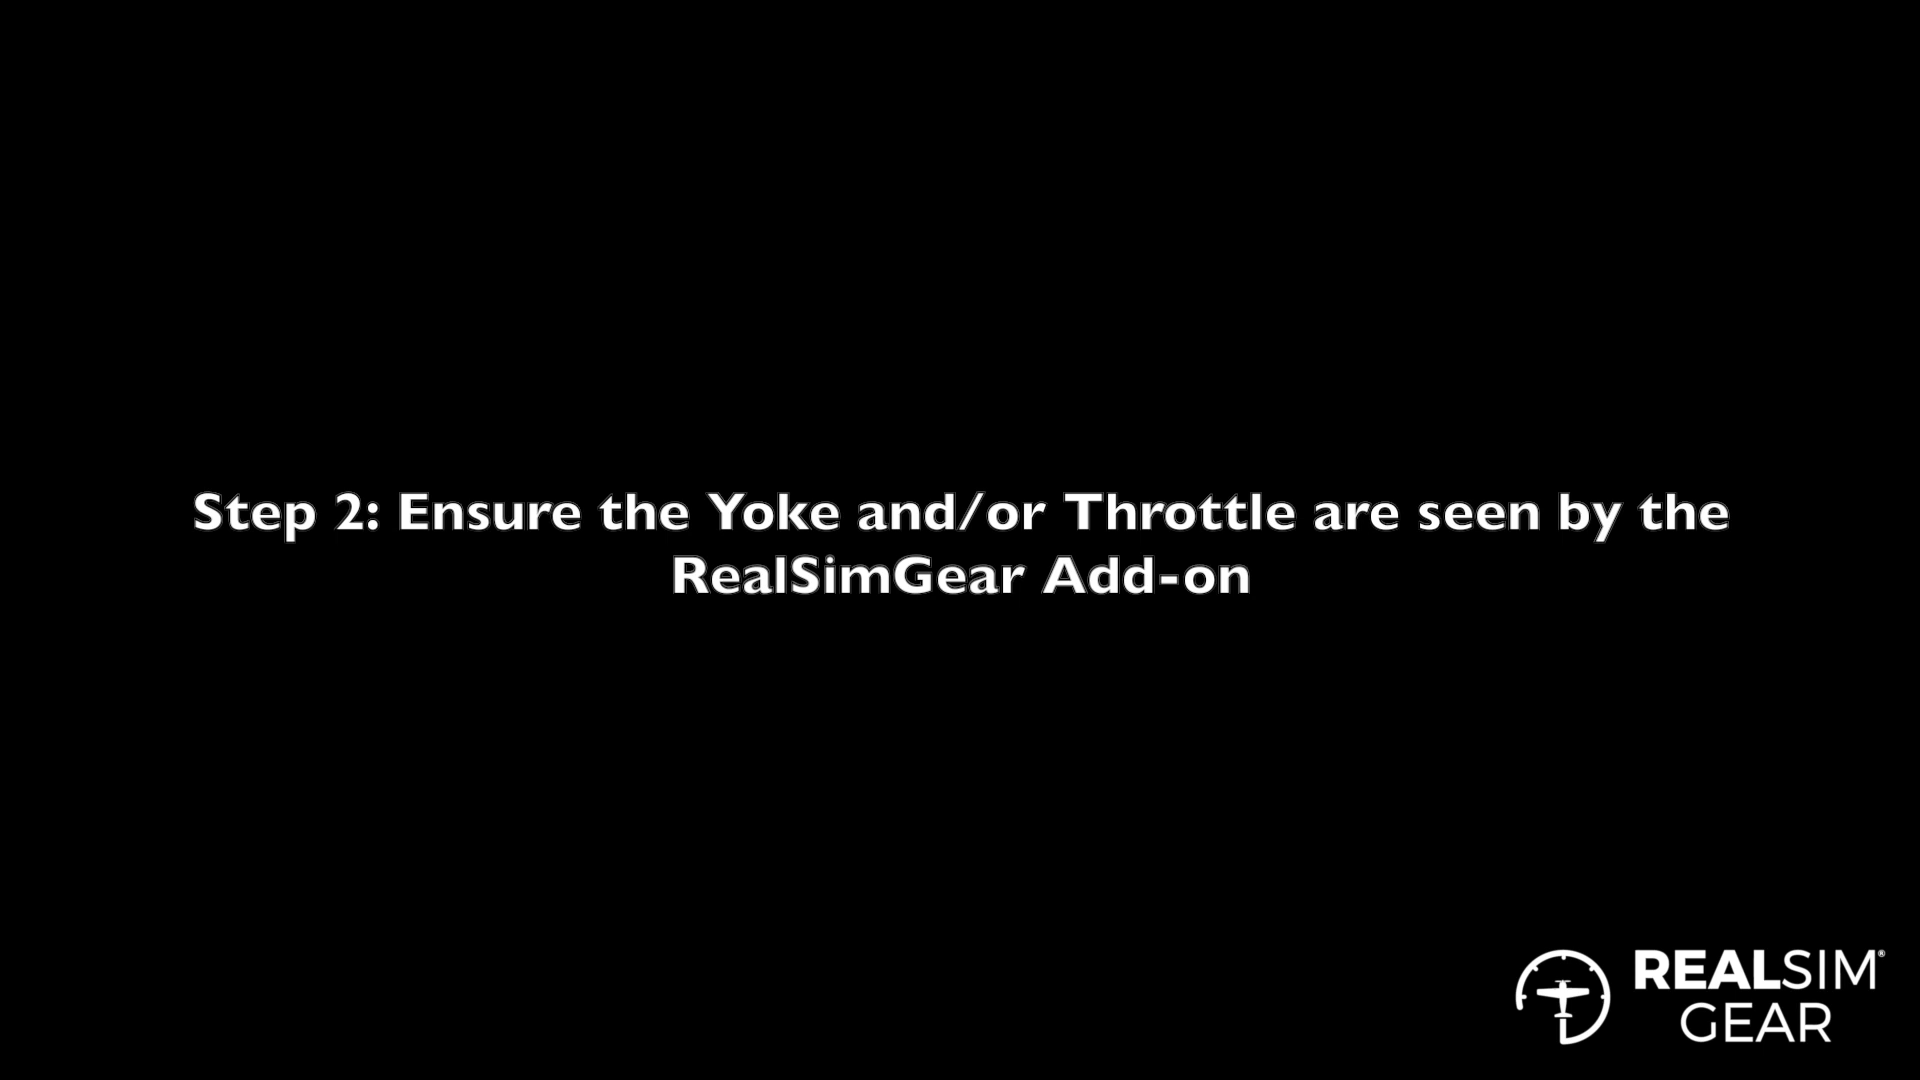 Step 2: Ensure the Yoke and/or Throttle are seen by the
RealSimGear Add-on
REALSIM®
GEAR